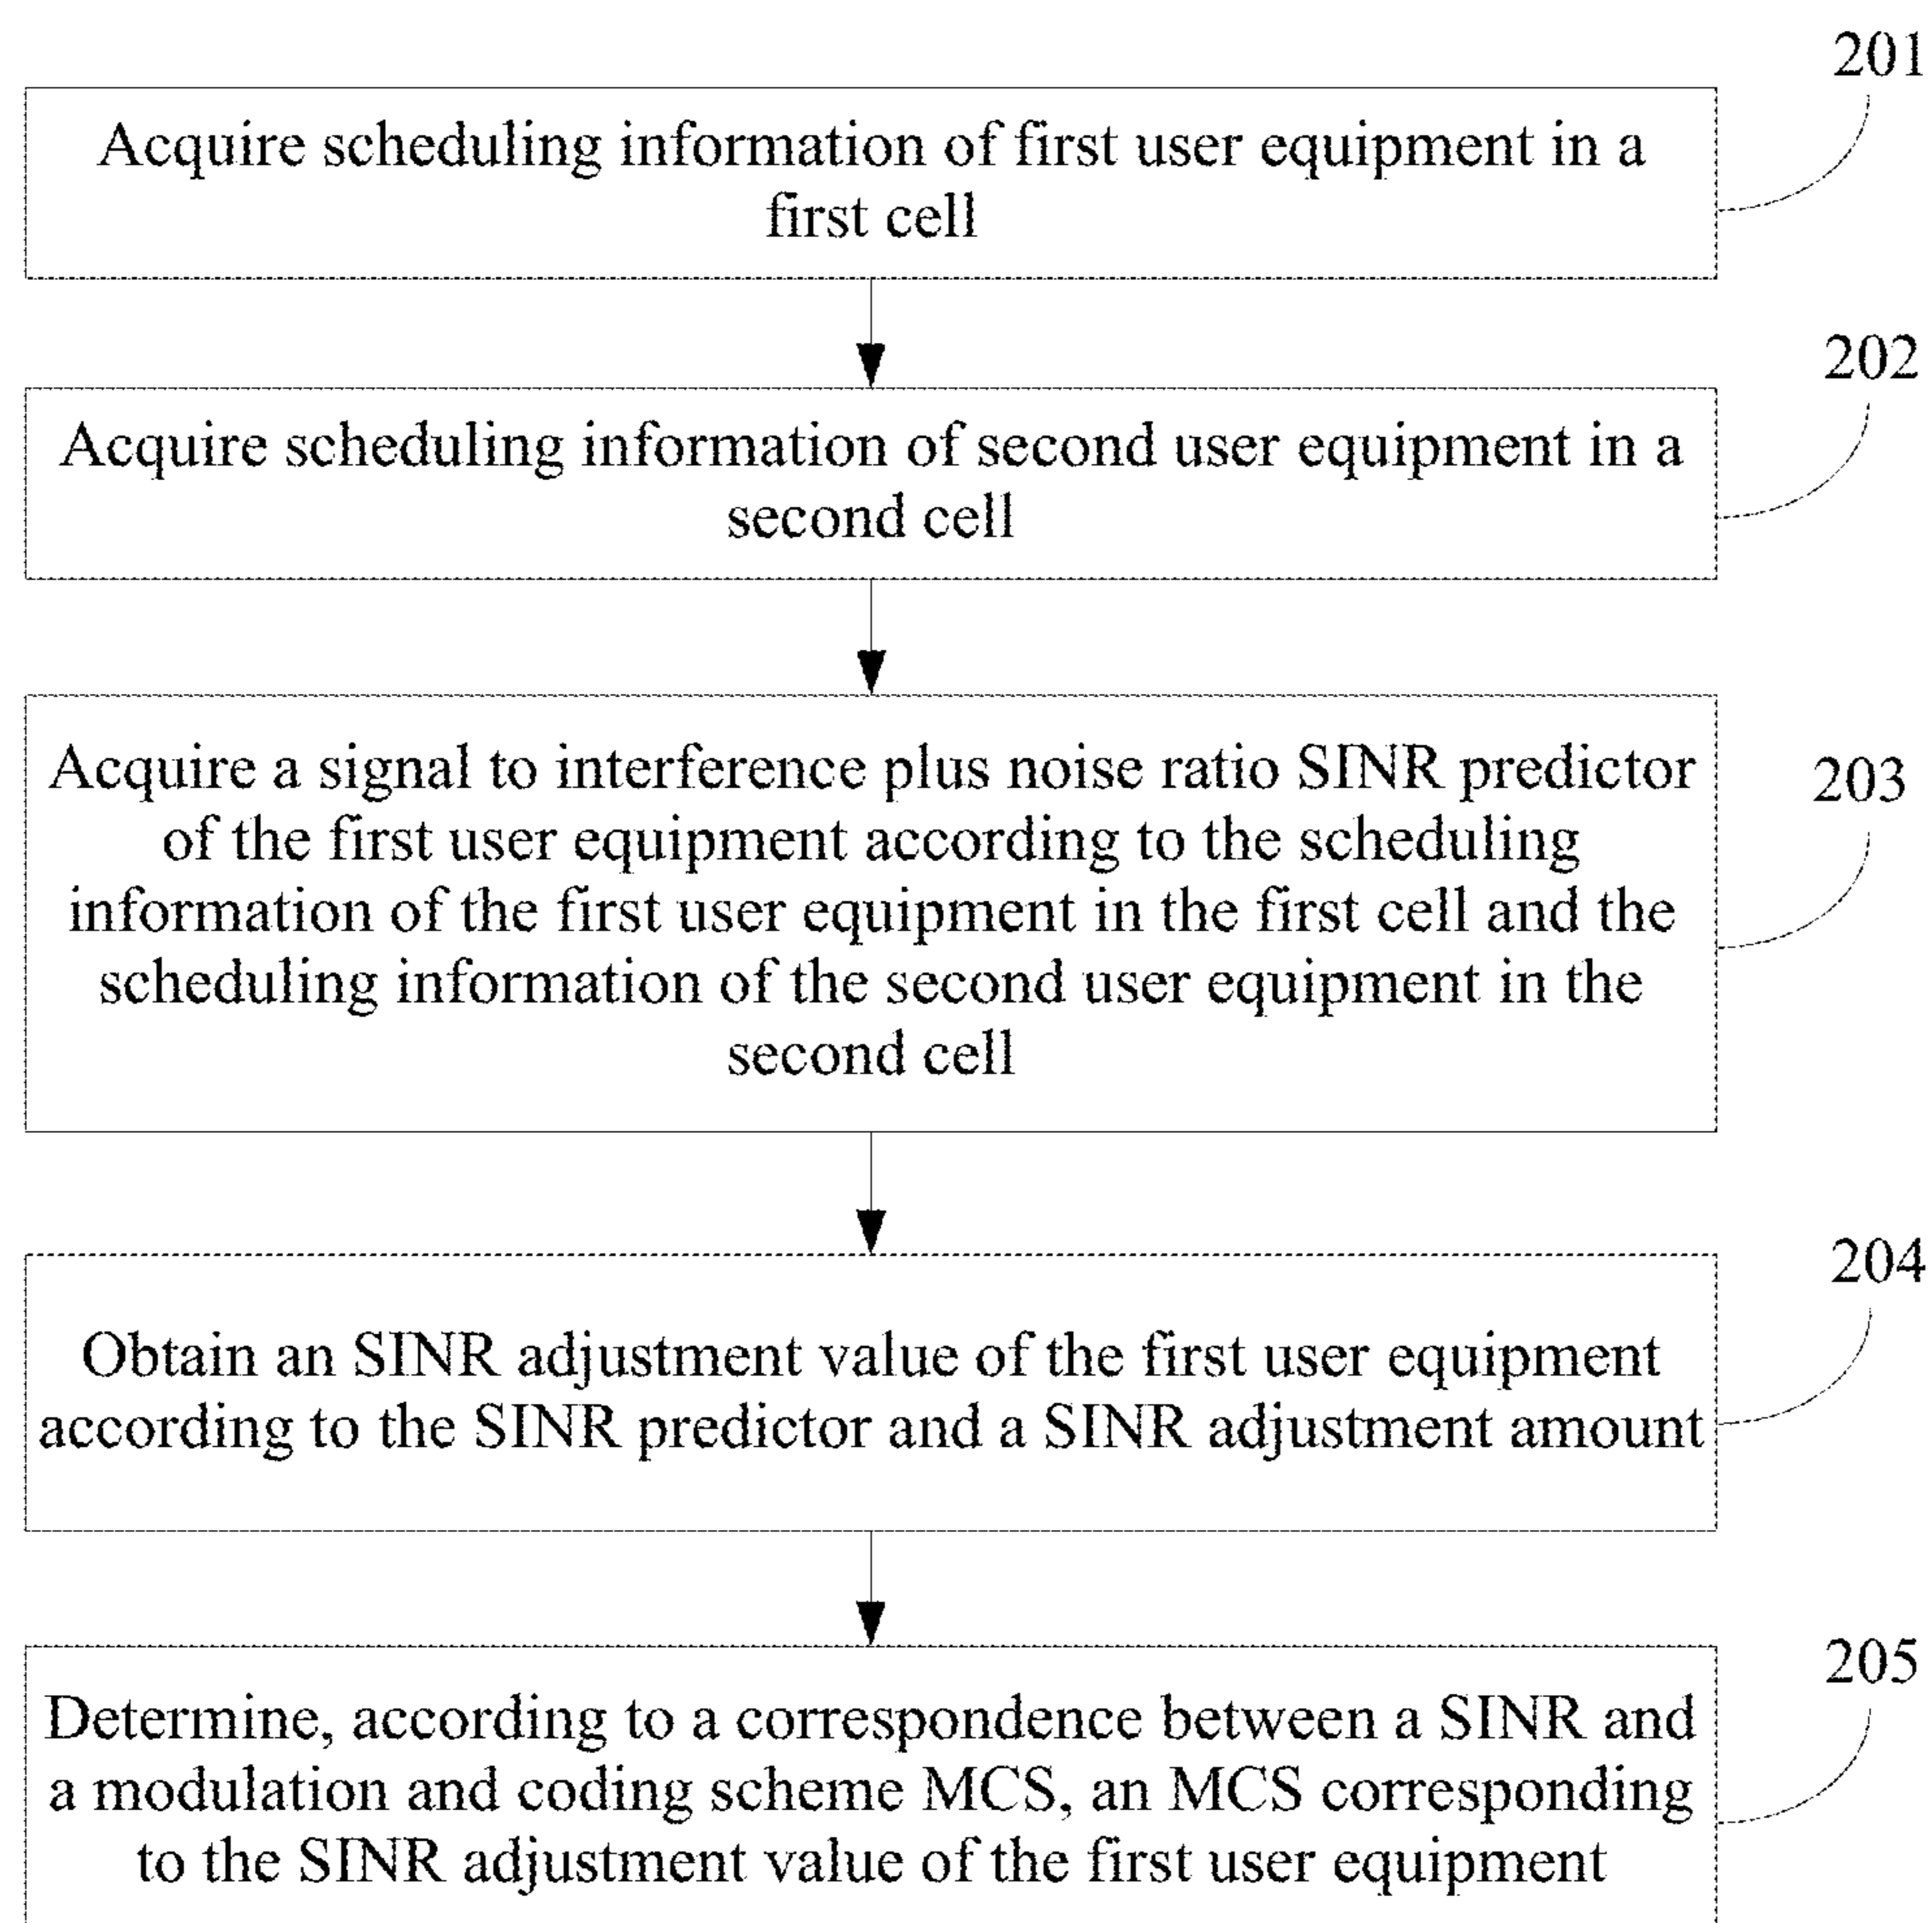 201
Acquire scheduling information of first user equipment in a
first cell
202
Acquire scheduling information of second user equipment in a
second cell
203
Acquire a signal to interference plus noise ratio SINR predictor
of the first user equipment according to the scheduling
information of the first user equipment in the first cell and the
scheduling information of the second user equipment in the
second cell
204
Obtain an SINR adjustment value of the first user equipment
according to the SINR predictor and a SINR adjustment amount
205
Determine, according to a correspondence between a SINR and
a modulation and coding scheme MCS, an MCS corresponding
to the SINR adjustment value of the first user equipment